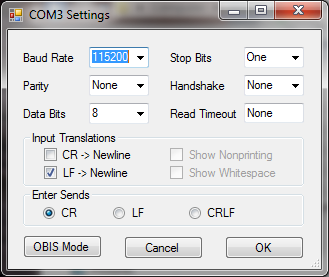 COM3 Settings
Baud Rate 115200 Stop Bits One
Parity None Handshake None
Data Bits 8 Read Timeout None
Input Translations
CR -> Newline Show Nonprinting
LF -> Newline Show Whitespace
Enter Sends
CR LF CRLF
OBIS Mode Cancel OK